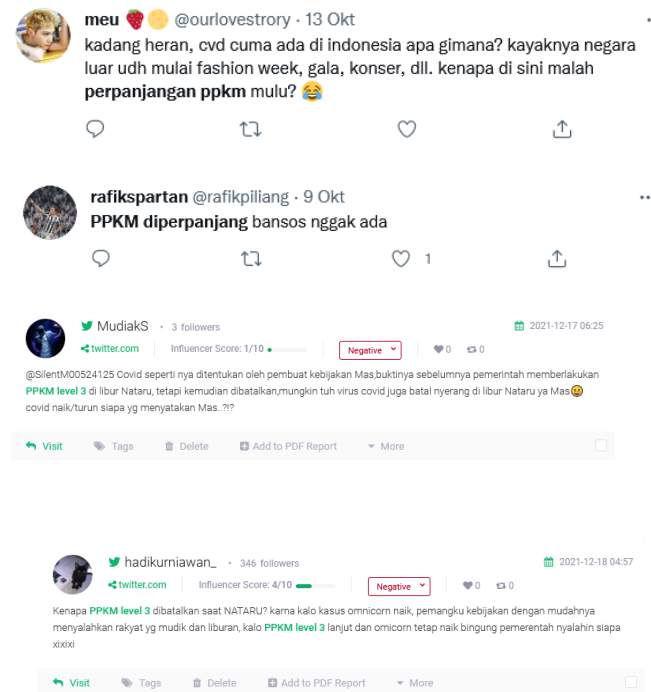 meu 🍓🌕 @ourlovestrory · 13 Okt
kadang heran, cvd cuma ada di indonesia apa gimana? kayaknya negara
luar udh mulai fashion week, gala, konser, dll. kenapa di sini malah
perpanjangan ppkm mulu? 😂
rafikspartan @rafikpiliang · 9 Okt
PPKM diperpanjang bansos nggak ada
1
MudiakS · 3 followers 2021-12-17 06:25
twitter.com Influencer Score: 1/10 Negative 0 0
@SilentM00524125 Covid seperti nya ditentukan oleh pembuat kebijakan Mas,buktinya sebelumnya pemerintah memberlakukan
PPKM level 3 di libur Nataru, tetapi kemudian dibatalkan,mungkin tuh virus covid juga batal nyerang di libur Nataru ya Mas😀
covid naik/turun siapa yg menyatakan Mas..?!?
Visit Tags Delete Add to PDF Report More
hadikurniawan_ · 346 followers 2021-12-18 04:57
twitter.com Influencer Score: 4/10 Negative 0 0
Kenapa PPKM level 3 dibatalkan saat NATARU? karna kalo kasus omnicorn naik, pemangku kebijakan dengan mudahnya
menyalahkan rakyat yg mudik dan liburan, kalo PPKM level 3 lanjut dan omicorn tetap naik bingung pemerentah nyalahin siapa
xixixi
Visit Tags Delete Add to PDF Report More